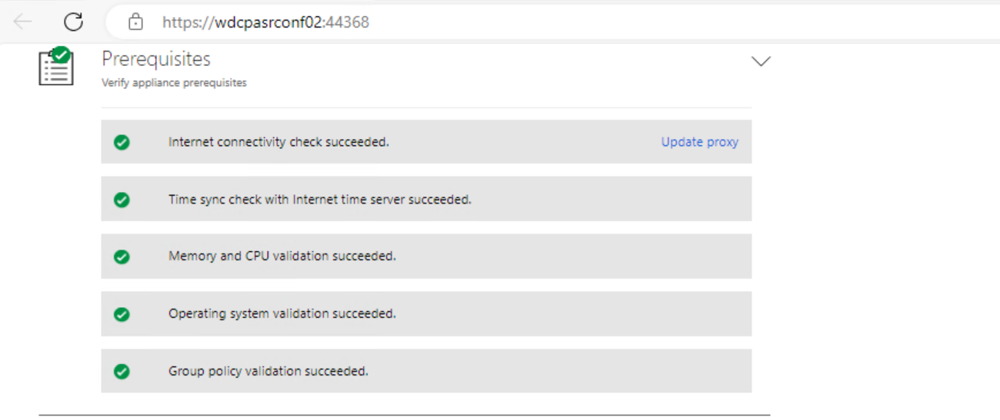 https://wdcpasrconf02:44368
Prerequisites
Verify appliance prerequisites
Internet connectivity check succeeded. Update proxy
Time sync check with Internet time server succeeded.
Memory and CPU validation succeeded.
Operating system validation succeeded.
Group policy validation succeeded.